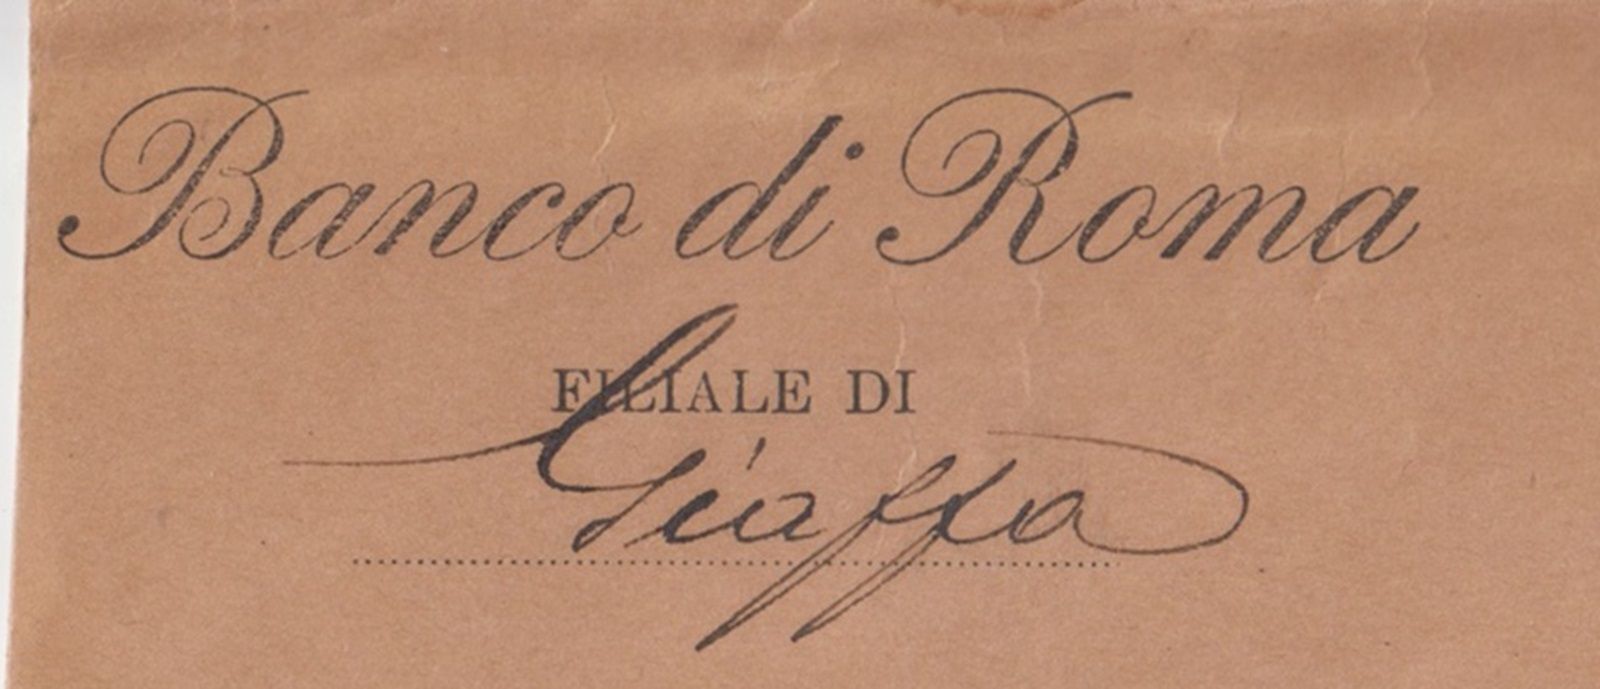 Banco di Roma
FILIALE DI
Giaffa